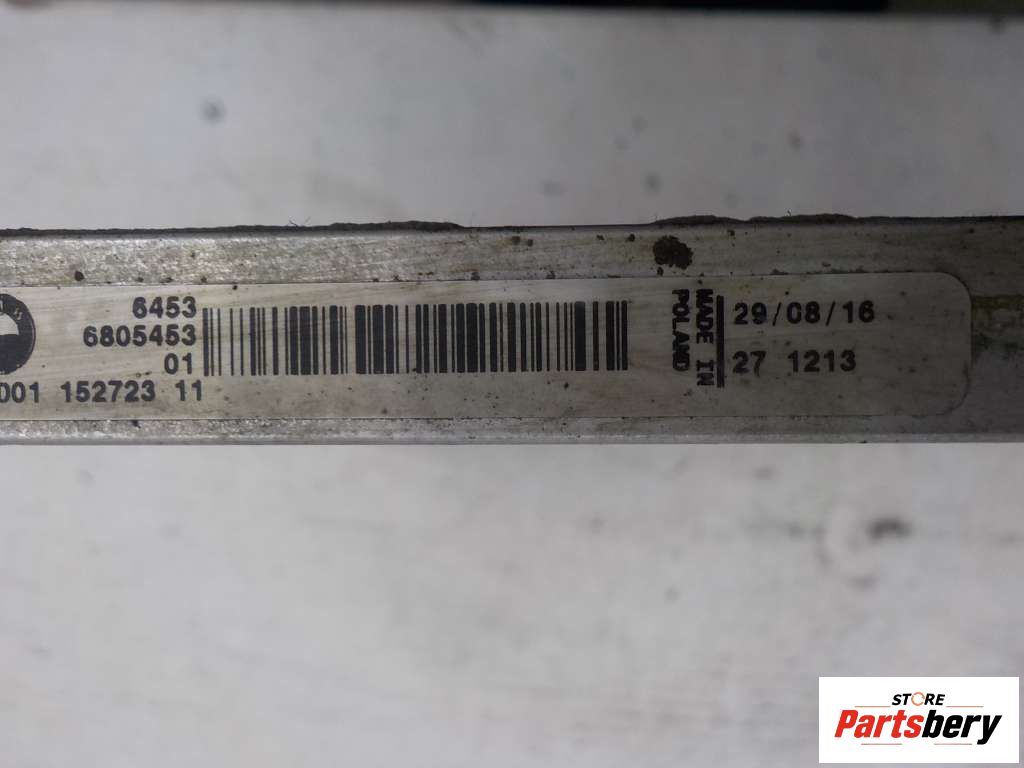 6453
6805453
01
001 152723 11
MADE IN
POLAND
29/08/16
27 1213
STORE
Partsbery